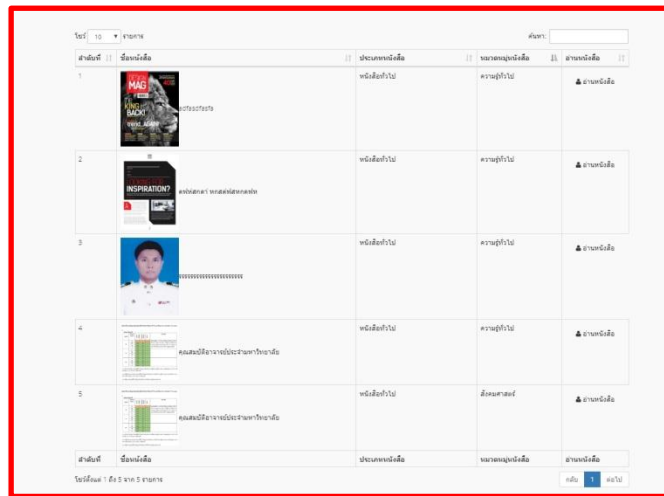 โชว์ 10 รายการ
ค้นหา:
ลำดับที่ ชื่อหนังสือ ประเภทหนังสือ หมวดหมู่หนังสือ อ่านหนังสือ
1 หนังสือทั่วไป ความรู้ทั่วไป อ่านหนังสือ
MAG
KING
BACK!
2 หนังสือทั่วไป ความรู้ทั่วไป อ่านหนังสือ
LOOKING FOR
INSPIRATION?
3 หนังสือทั่วไป ความรู้ทั่วไป อ่านหนังสือ
4 คุณสมบัติอาจารย์ประจำมหาวิทยาลัย หนังสือทั่วไป ความรู้ทั่วไป อ่านหนังสือ
5 คุณสมบัติอาจารย์ประจำมหาวิทยาลัย หนังสือทั่วไป สังคมศาสตร์ อ่านหนังสือ
ลำดับที่ ชื่อหนังสือ ประเภทหนังสือ หมวดหมู่หนังสือ อ่านหนังสือ
โชว์ตั้งแต่ 1 ถึง 5 จาก 5 รายการ
กลับ 1 ต่อไป